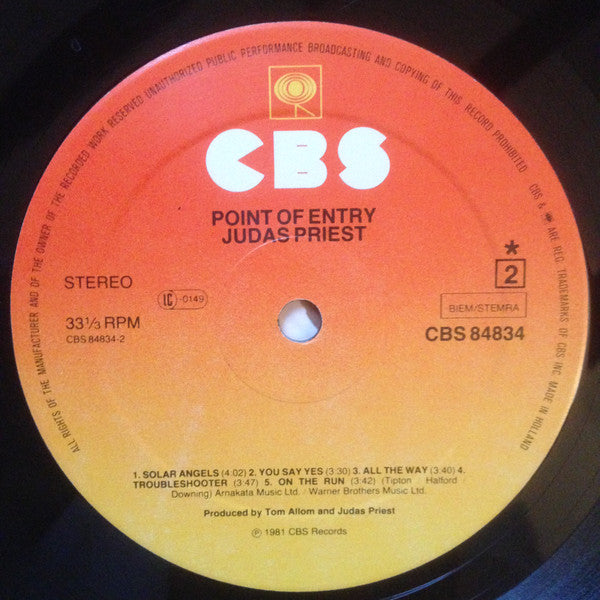 ALL RIGHTS OF THE MANUFACTURER AND OF THE OWNER OF THE RECORDED WORK RESERVED UNAUTHORIZED PUBLIC PERFORMANCE BROADCASTING AND COPYING OF THIS RECORD PROHIBITED CBS & ARE REG. TRADEMARKS OF CBS INC. MADE IN HOLLAND
CBS
POINT OF ENTRY
JUDAS PRIEST
*
STEREO
LC -0149
2
BIEM/STEMRA
33⅓ RPM
CBS 84834
CBS 84834-2
1. SOLAR ANGELS (4.02) 2. YOU SAY YES (3:30) 3. ALL THE WAY (3:40) 4.
TROUBLESHOOTER (3:47) 5. ON THE RUN (3:42) (Tipton / Halford /
Downing) Arnakata Music Ltd. / Warner Brothers Music Ltd.
Produced by Tom Allom and Judas Priest
℗ 1981 CBS Records